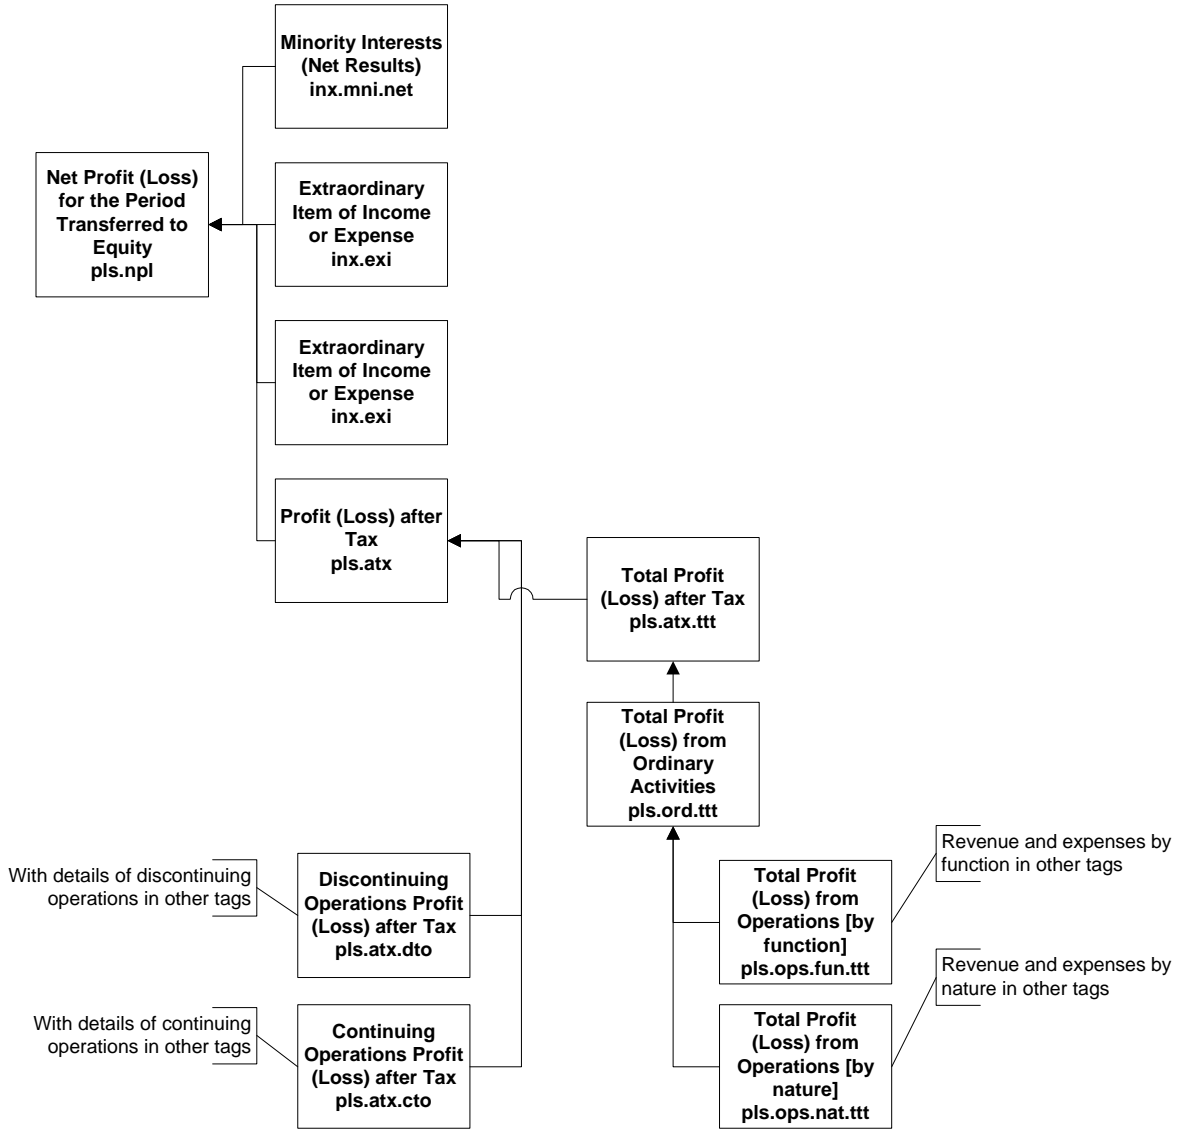 Minority Interests
(Net Results)
inx.mni.net
Net Profit (Loss)
for the Period
Transferred to
Equity
pls.npl
Extraordinary
Item of Income
or Expense
inx.exi
Extraordinary
Item of Income
or Expense
inx.exi
Profit (Loss) after
Tax
pls.atx
Total Profit
(Loss) after Tax
pls.atx.ttt
Total Profit
(Loss) from
Ordinary
Activities
pls.ord.ttt
With details of discontinuing
operations in other tags
Discontinuing
Operations Profit
(Loss) after Tax
pls.atx.dto
Total Profit
(Loss) from
Operations [by
function]
pls.ops.fun.ttt
Revenue and expenses by
function in other tags
With details of continuing
operations in other tags
Continuing
Operations Profit
(Loss) after Tax
pls.atx.cto
Total Profit
(Loss) from
Operations [by
nature]
pls.ops.nat.ttt
Revenue and expenses by
nature in other tags